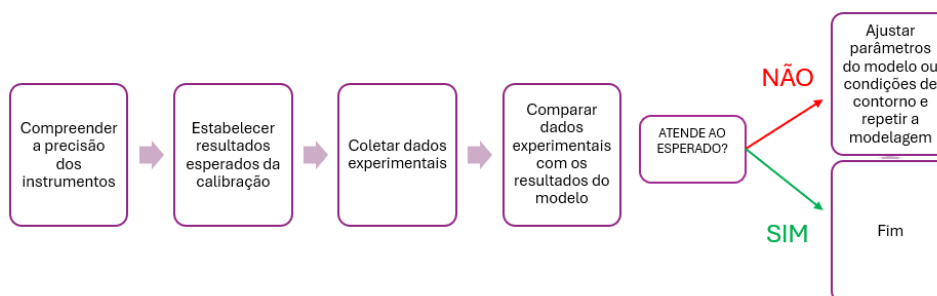 Compreender
a precisão
dos
instrumentos
Estabelecer
resultados
esperados da
calibração
Coletar dados
experimentais
Comparar
dados
experimentais
com os
resultados do
modelo
ATENDE AO
ESPERADO?
NÃO
Ajustar
parâmetros
do modelo ou
condições de
contorno e
repetir a
modelagem
SIM
Fim